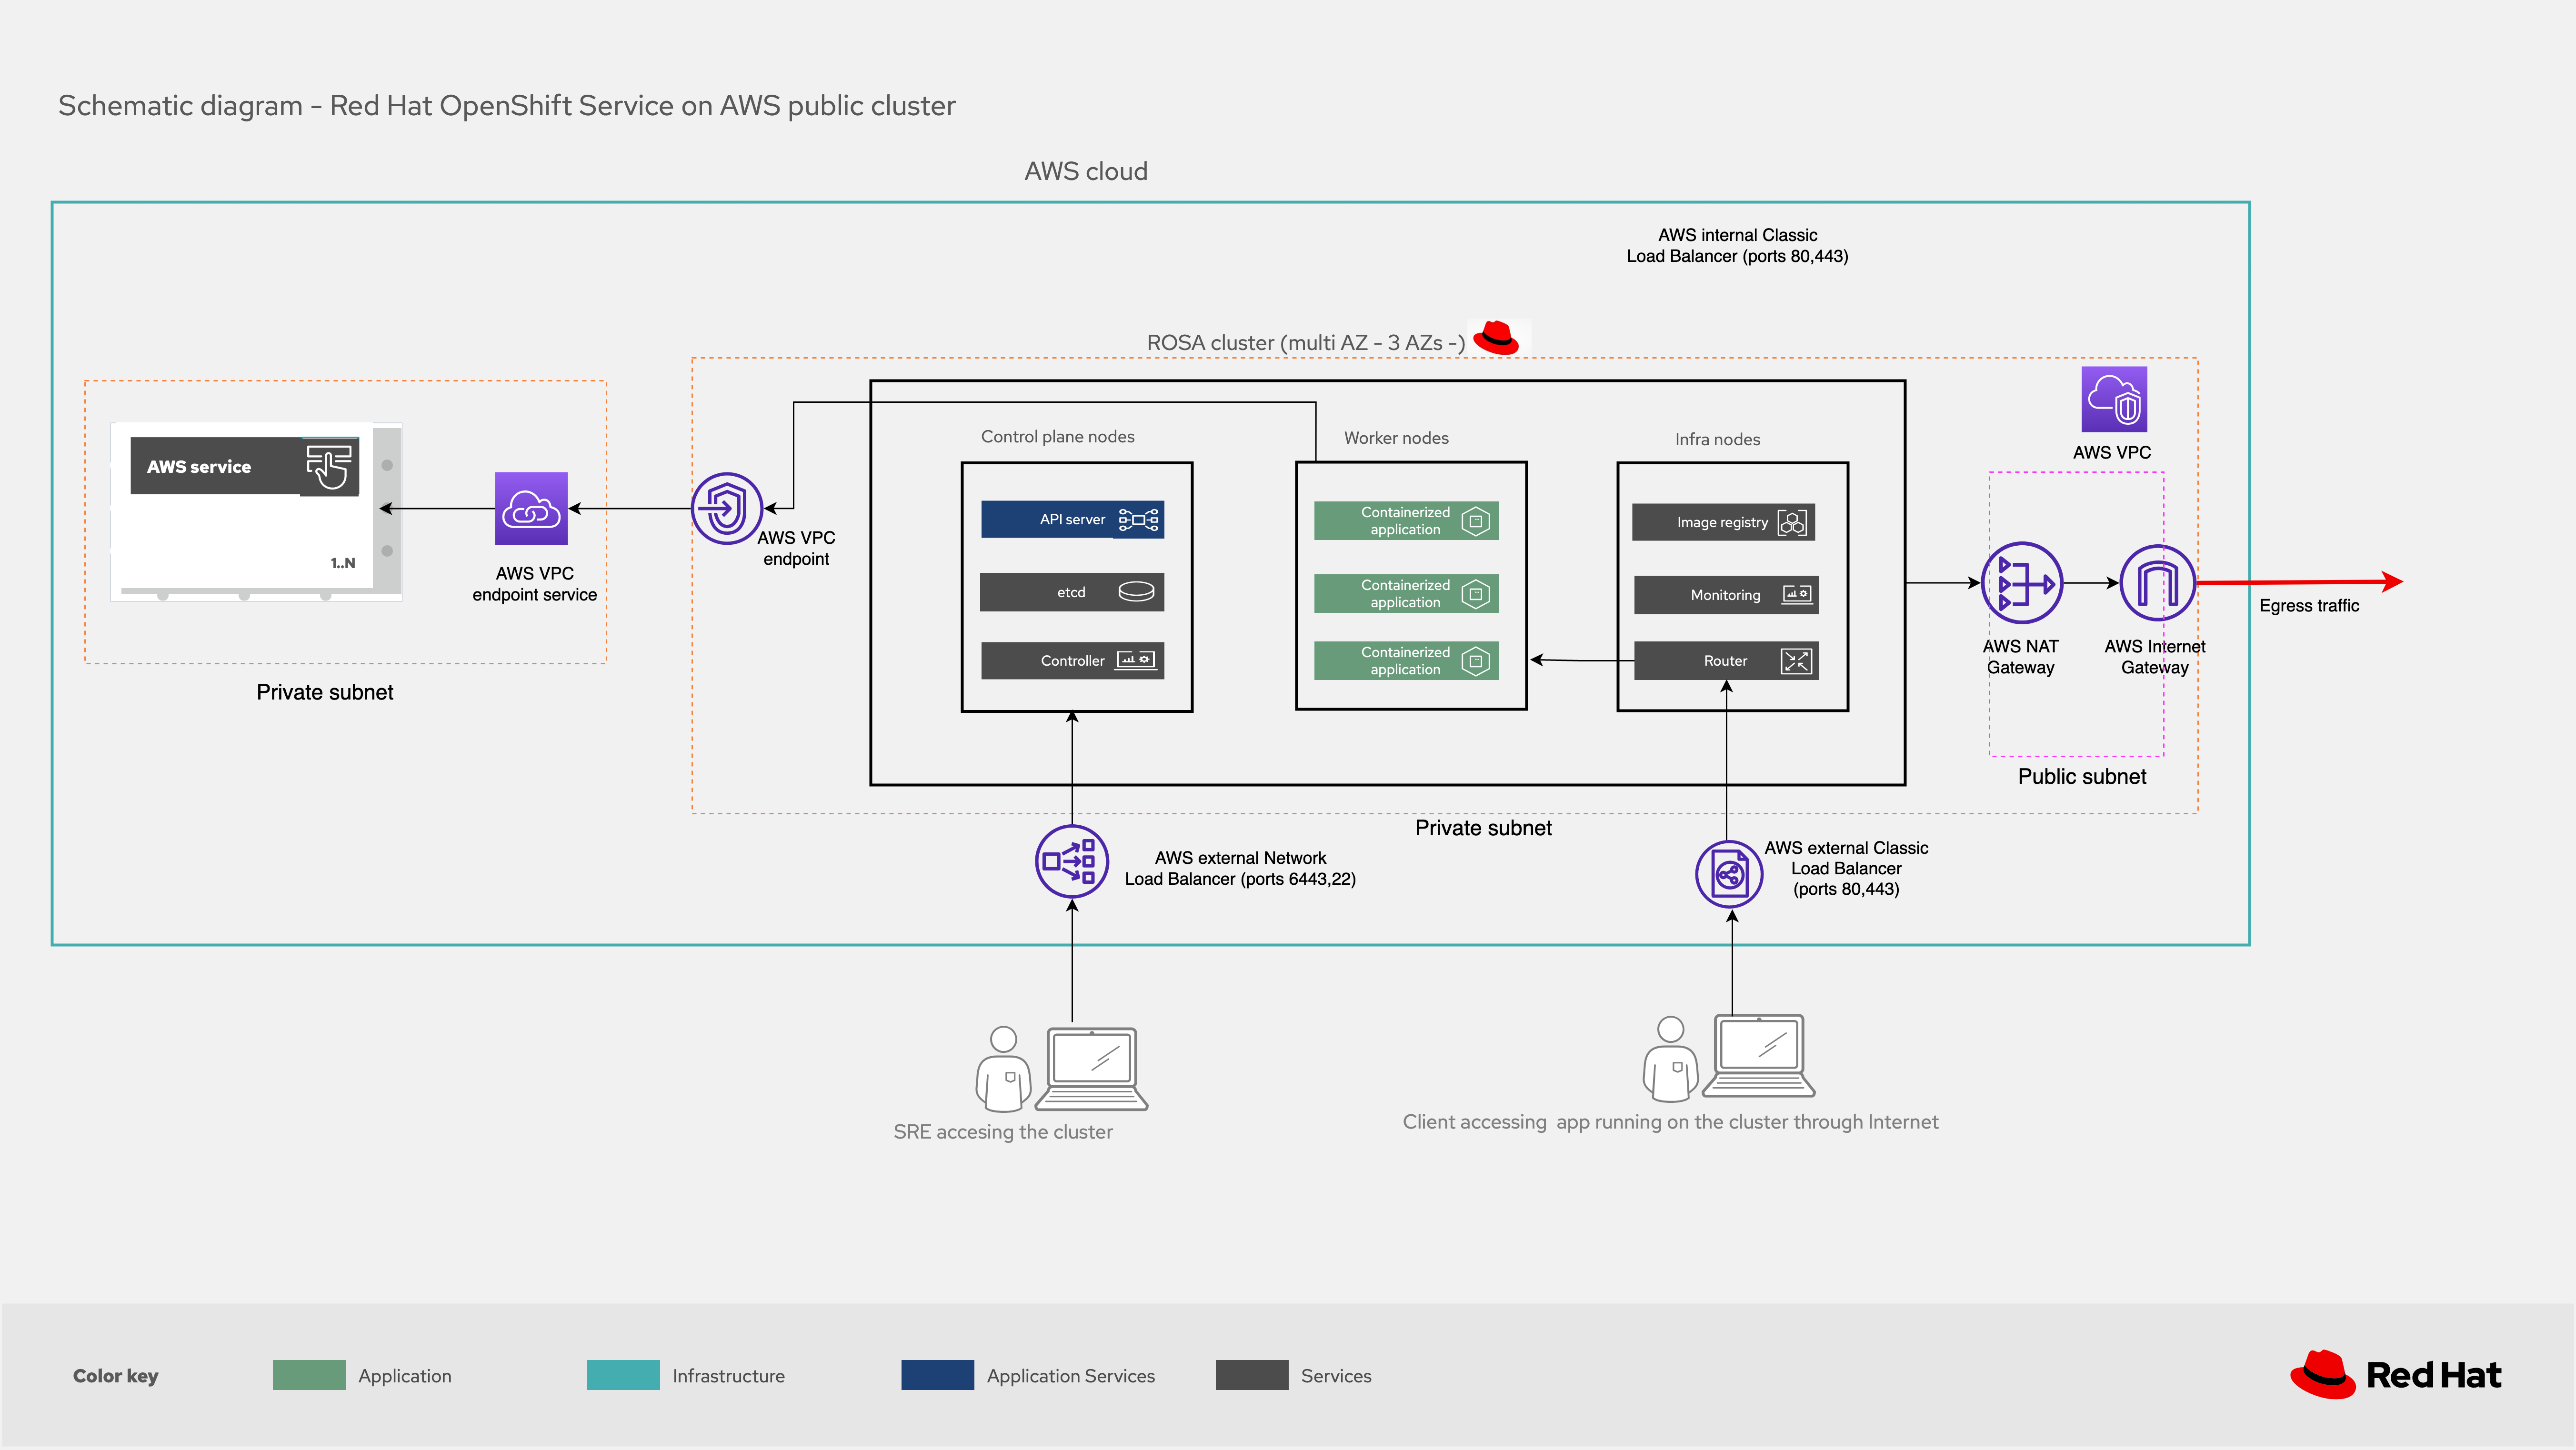 Schematic diagram - Red Hat OpenShift Service on AWS public cluster
AWS cloud
AWS internal Classic
Load Balancer (ports 80,443)
ROSA cluster (multi AZ - 3 AZs -)
AWS service
1..N
AWS VPC
endpoint service
Private subnet
AWS VPC
endpoint
Control plane nodes
API server
etcd
Controller
Worker nodes
Containerized
application
Containerized
application
Containerized
application
Infra nodes
Image registry
Monitoring
Router
AWS VPC
AWS NAT
Gateway
AWS Internet
Gateway
Public subnet
Egress traffic
Private subnet
AWS external Network
Load Balancer (ports 6443,22)
AWS external Classic
Load Balancer
(ports 80,443)
SRE accesing the cluster
Client accessing  app running on the cluster through Internet
Color key
Application
Infrastructure
Application Services
Services
Red Hat